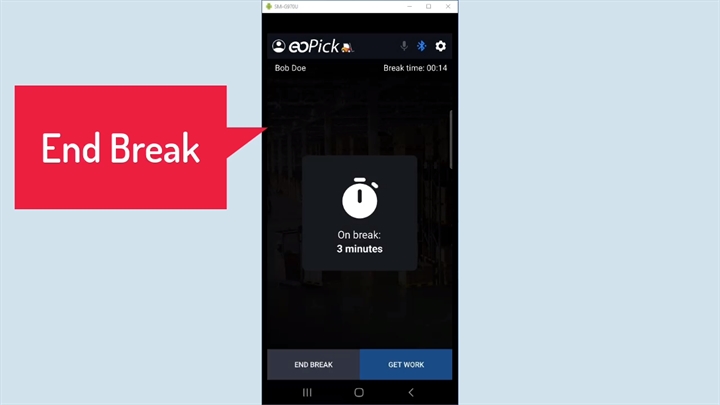 SM-G970U
eoPick
Bob Doe
Break time: 00:14
End Break
On break:
3 minutes
END BREAK
GET WORK